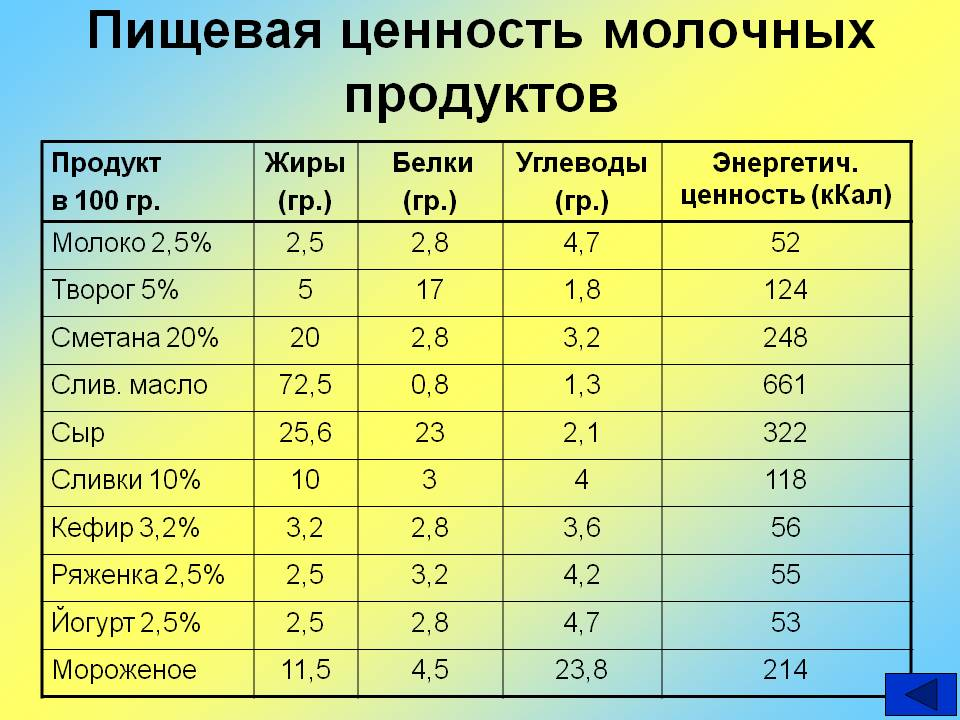 Пищевая ценность молочных
продуктов
Продукт в 100 гр. Жиры (гр.) Белки (гр.) Углеводы (гр.) Энергетич. ценность (кКал)
Молоко 2,5% 2,5 2,8 4,7 52
Творог 5% 5 17 1,8 124
Сметана 20% 20 2,8 3,2 248
Слив. масло 72,5 0,8 1,3 661
Сыр 25,6 23 2,1 322
Сливки 10% 10 3 4 118
Кефир 3,2% 3,2 2,8 3,6 56
Ряженка 2,5% 2,5 3,2 4,2 55
Йогурт 2,5% 2,5 2,8 4,7 53
Мороженое 11,5 4,5 23,8 214